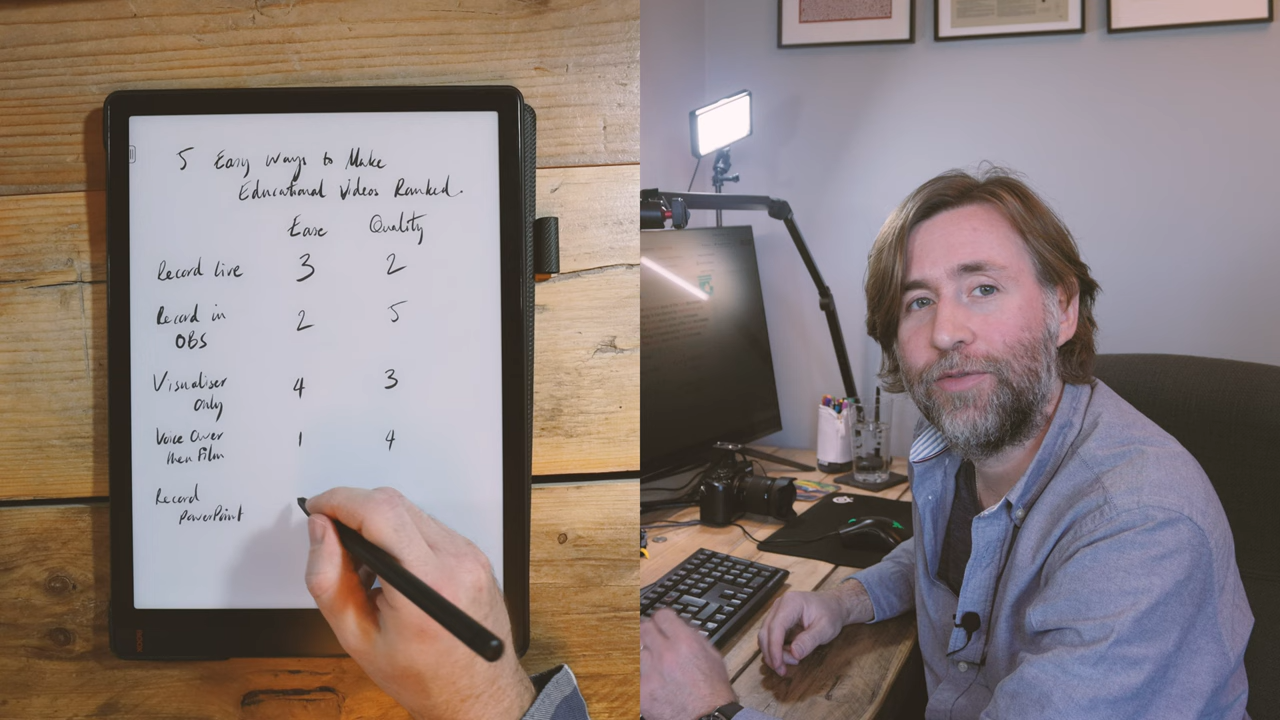 5 Easy Ways to Make
Educational Videos Ranked.
Ease Quality
Record Live 3 2
Record in 2 5
OBS
Visualiser 4 3
Only
Voice Over 1 4
then Film
Record
PowerPoint